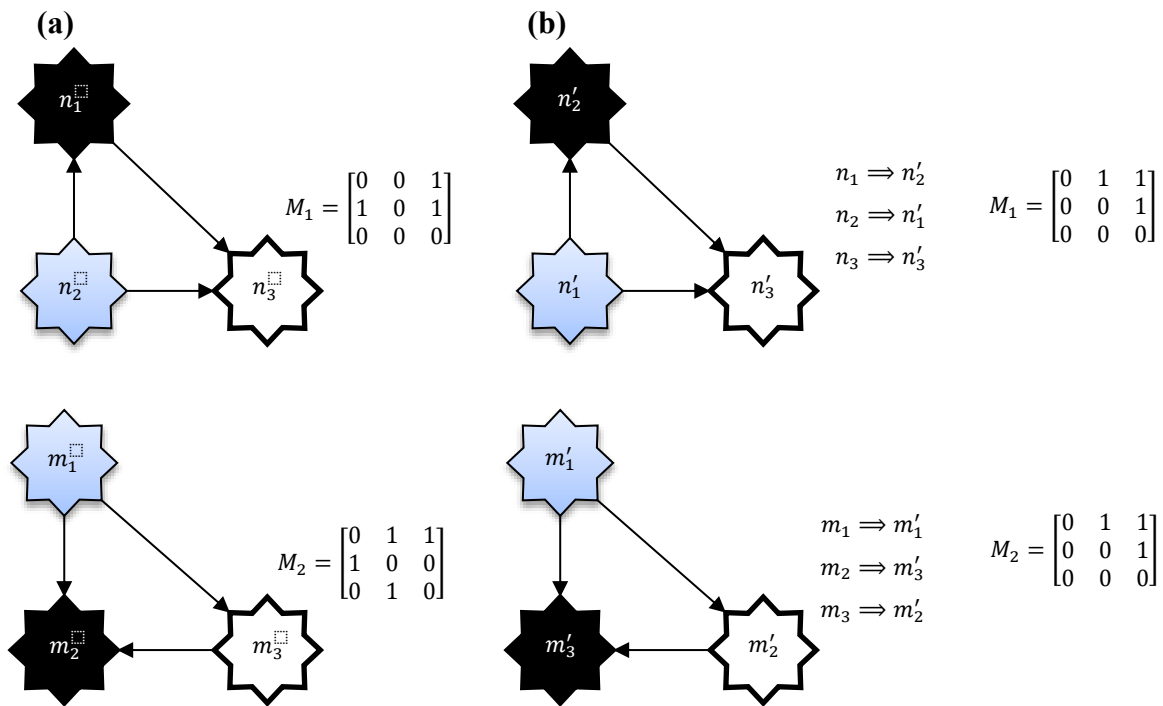 (a) (b)
n₁⬚
n₂′
n₂⬚
n₃⬚
M₁ = [0 0 1
1 0 1
0 0 0]
n₁′
n₃′
n₁ ⟹ n₂′
n₂ ⟹ n₁′
n₃ ⟹ n₃′
M₁ = [0 1 1
0 0 1
0 0 0]
m₁⬚
m₂⬚
m₃⬚
M₂ = [0 1 1
1 0 0
0 1 0]
m₁′
m₃′
m₂′
m₁ ⟹ m₁′
m₂ ⟹ m₃′
m₃ ⟹ m₂′
M₂ = [0 1 1
0 0 1
0 0 0]